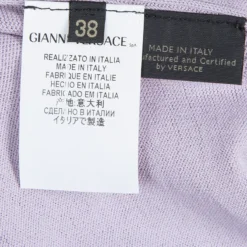 38
GIANNI VERSACE
REALIZZATO IN ITALIA
MADE IN ITALY
FABRIQUE EN ITALIE
HECHO EN ITALIA
FABRICADO EM ITÁLIA
产地:意大利
СДЕЛАНО В ИТАЛИИ
イタリアで製造
MADE IN ITALY
ufactured and Certified
by VERSACE